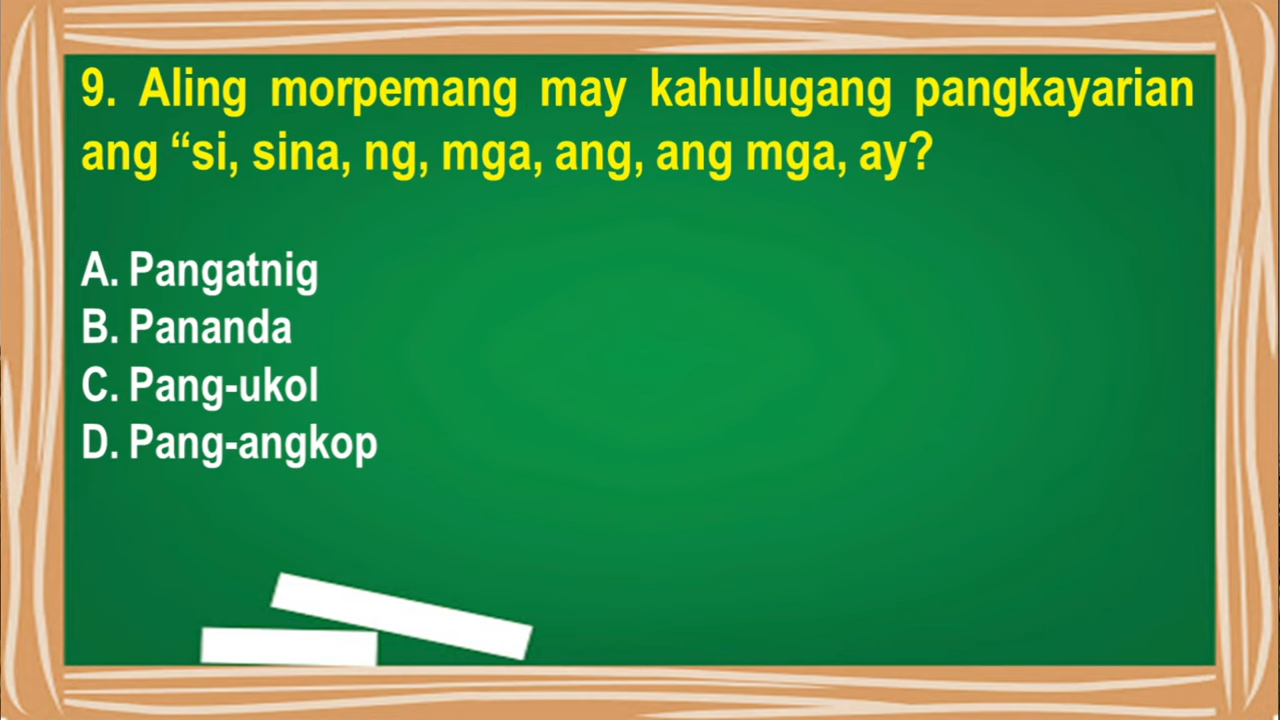 9. Aling morpemang may kahulugang pangkayarian
ang “si, sina, ng, mga, ang, ang mga, ay?
A. Pangatnig
B. Pananda
C. Pang-ukol
D. Pang-angkop